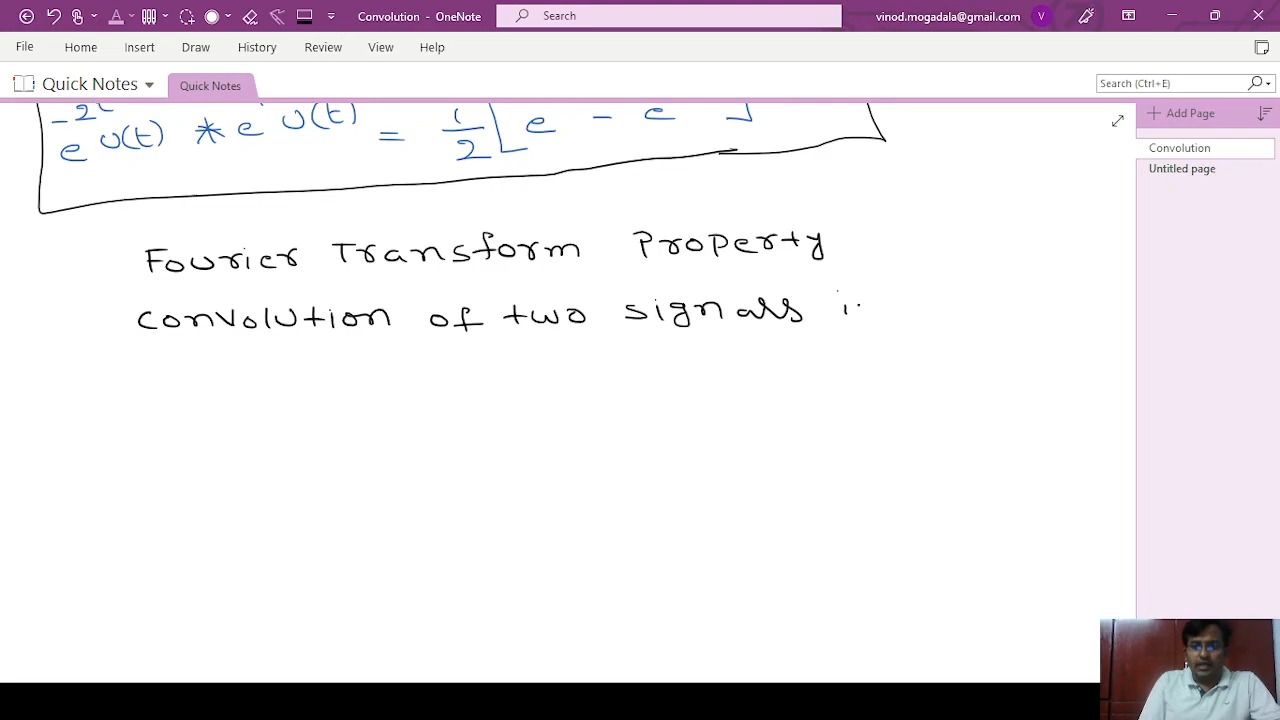 Convolution - OneNote
Search
vinod.mogadala@gmail.com V
File Home Insert Draw History Review View Help
Quick Notes
Quick Notes
Search (Ctrl+E)
Add Page
Convolution
Untitled page
e^-2t u(t) * e u(t) = 1/2 [ e - e ]
Fourier Transform Property
convolution of two signals i